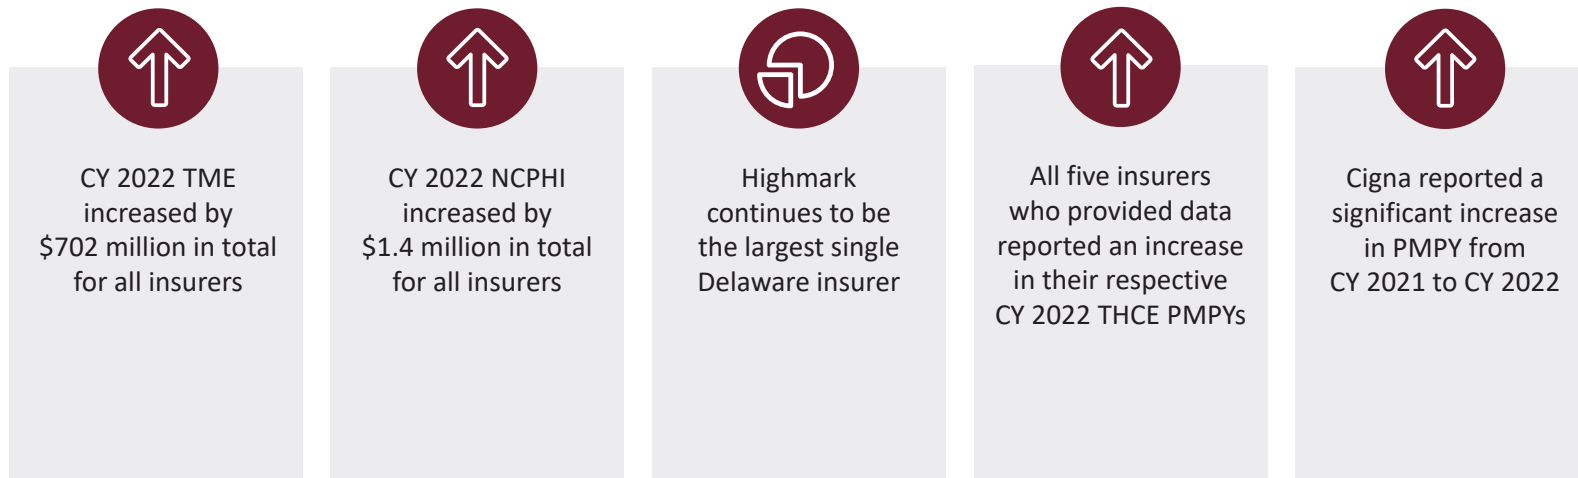 CY 2022 TME
increased by
$702 million in total
for all insurers
CY 2022 NCPHI
increased by
$1.4 million in total
for all insurers
Highmark
continues to be
the largest single
Delaware insurer
All five insurers
who provided data
reported an increase
in their respective
CY 2022 THCE PMPYs
Cigna reported a
significant increase
in PMPY from
CY 2021 to CY 2022